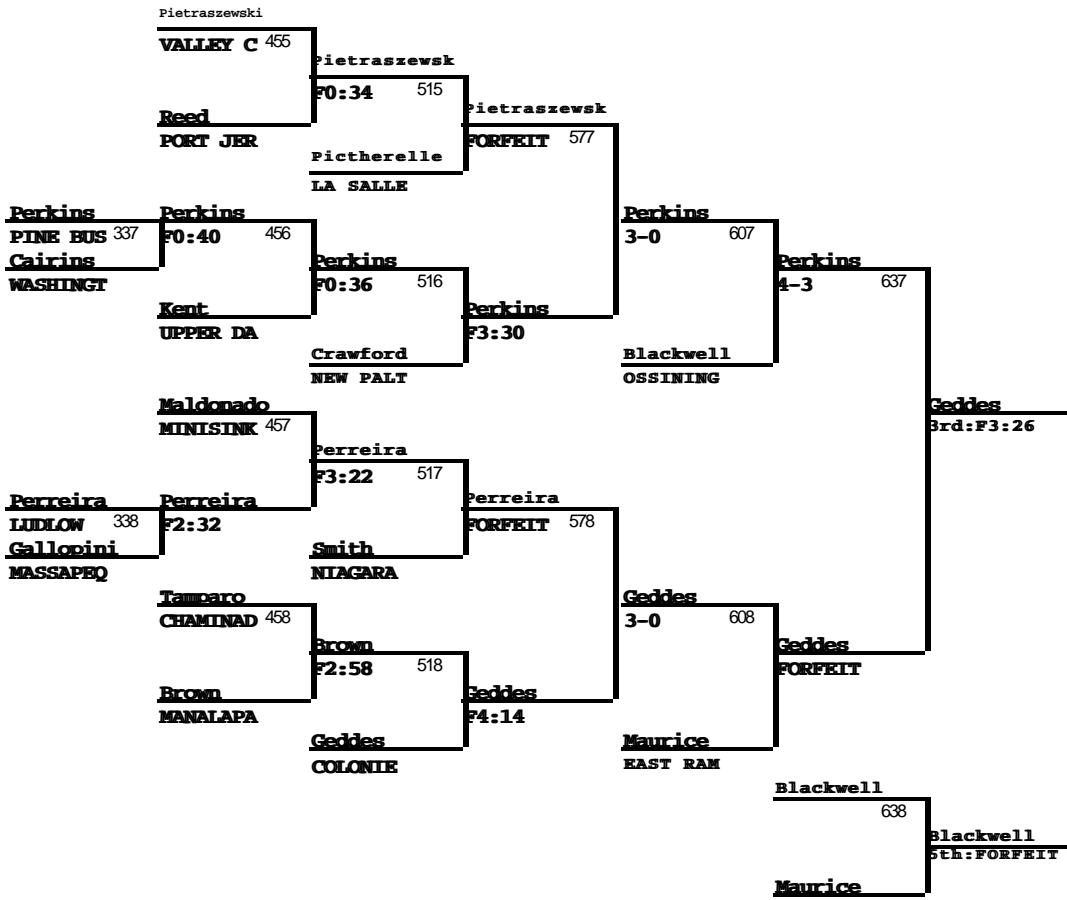 Pietraszewski
VALLEY C 455
Pietraszewsk
F0:34 515
Pietraszewsk
Reed
PORT JER
FORFEIT 577
Pictherelle
LA SALLE
Perkins Perkins Perkins
PINE BUS 337 F0:40 456 3-0 607
Cairins Perkins Perkins
WASHINGT F0:36 516 4-3 637
Kent Perkins
UPPER DA F3:30
Crawford Blackwell
NEW PALT OSSINING
Maldonado Geddes
MINISINK 457 3rd:F3:26
Perreira
F3:22 517
Perreira Perreira Perreira
LUDLOW 338 F2:32 FORFEIT 578
Gallopini Smith
MASSAPEQ NIAGARA
Tamparo Geddes
CHAMINAD 458 3-0 608
Brown Geddes
F2:58 518 FORFEIT
Brown Geddes
MANALAPA F4:14
Geddes Maurice
COLONIE EAST RAM
Blackwell
638
Blackwell
5th:FORFEIT
Maurice